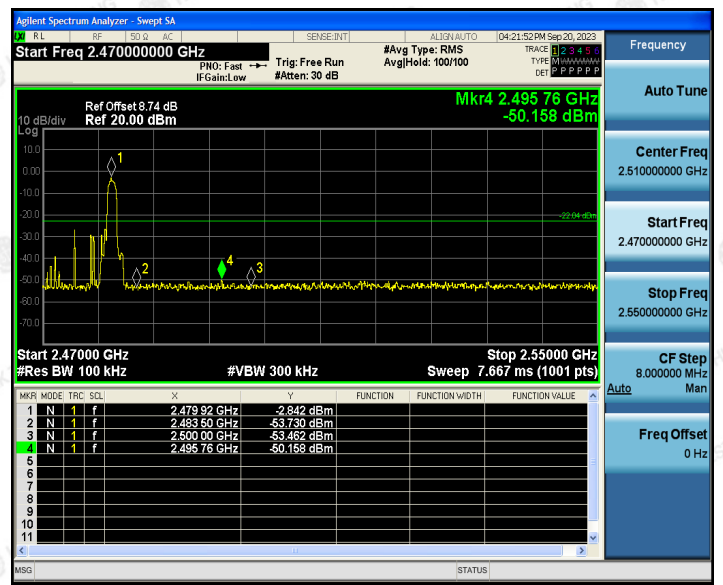 Agilent Spectrum Analyzer - Swept SA
LXI RL RF 50 Ω AC SENSE:INT ALIGN AUTO 04:21:52 PM Sep 20, 2023
Start Freq 2.470000000 GHz
PNO: Fast
IFGain:Low
Trig: Free Run
#Atten: 30 dB
#Avg Type: RMS
Avg|Hold: 100/100
TRACE 1 2 3 4 5 6
TYPE M WWWWW
DET P P P P P P
Ref Offset 8.74 dB
10 dB/div Ref 20.00 dBm
Log
Mkr4 2.495 76 GHz
-50.158 dBm
10.0
0.00
-10.0
-20.0
-30.0
-40.0
-50.0
-60.0
-70.0
1
2
4
3
-22.04 dBm
Start 2.47000 GHz Stop 2.55000 GHz
#Res BW 100 kHz #VBW 300 kHz Sweep 7.667 ms (1001 pts)
MKR MODE TRC SCL X Y FUNCTION FUNCTION WIDTH FUNCTION VALUE
1 N 1 f 2.479 92 GHz -2.842 dBm
2 N 1 f 2.483 50 GHz -53.730 dBm
3 N 1 f 2.500 00 GHz -53.462 dBm
4 N 1 f 2.495 76 GHz -50.158 dBm
5
6
7
8
9
10
11
MSG STATUS
Frequency
Auto Tune
Center Freq
2.510000000 GHz
Start Freq
2.470000000 GHz
Stop Freq
2.550000000 GHz
CF Step
8.000000 MHz
Auto Man
Freq Offset
0 Hz